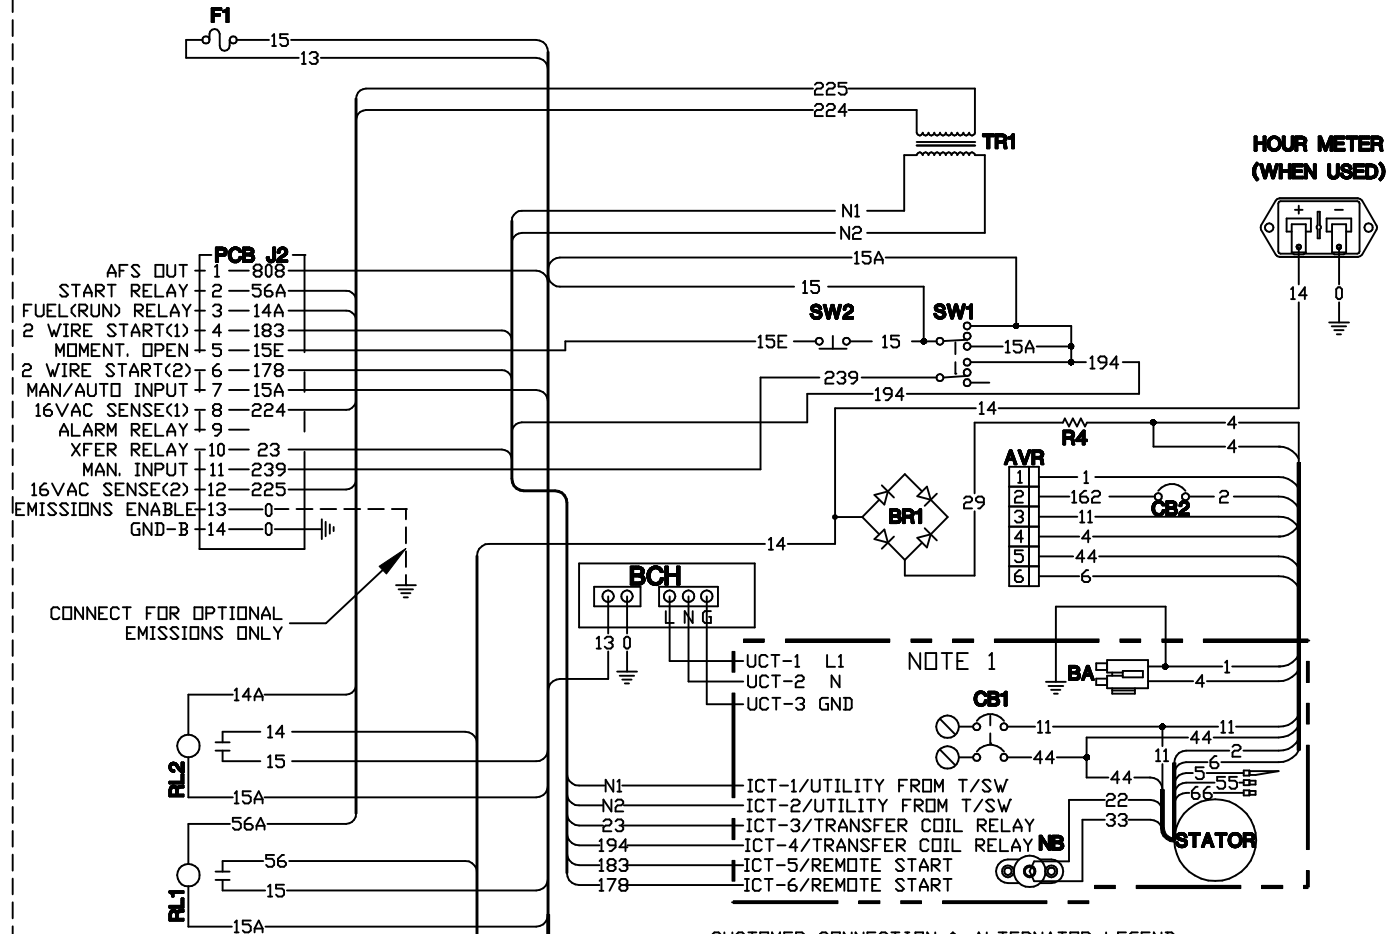 F1
15
13
225
224
TR1
HOUR METER
(WHEN USED)
+ −
14 0
N1
N2
15A
15
PCB J2
AFS OUT 1 808
START RELAY 2 56A
FUEL(RUN) RELAY 3 14A
2 WIRE START(1) 4 183
MOMENT. OPEN 5 15E
2 WIRE START(2) 6 178
MAN/AUTO INPUT 7 15A
16VAC SENSE(1) 8 224
ALARM RELAY 9
XFER RELAY 10 23
MAN. INPUT 11 239
16VAC SENSE(2) 12 225
EMISSIONS ENABLE 13 0
GND-B 14 0
SW2 SW1
15E 15 15A
194
239
194
14
R4 4
4
AVR
1 1
2 162 CB2 2
3 11
4 4
5 44
6 6
29
BR1
14
CONNECT FOR OPTIONAL
EMISSIONS ONLY
BCH
L N G
13 0
UCT-1 L1
UCT-2 N
UCT-3 GND
NOTE 1
BA 1
4
CB1
11 11
44 44
11
2
6
5
44 55
22 66
33
STATOR
NB
14A
14
15
RL2
15A
56A
56
15
RL1
15A
N1 ICT-1/UTILITY FROM T/SW
N2 ICT-2/UTILITY FROM T/SW
23 ICT-3/TRANSFER COIL RELAY
194 ICT-4/TRANSFER COIL RELAY
183 ICT-5/REMOTE START
178 ICT-6/REMOTE START
CUSTOMER CONNECTION & ALTERNATOR LEGEND